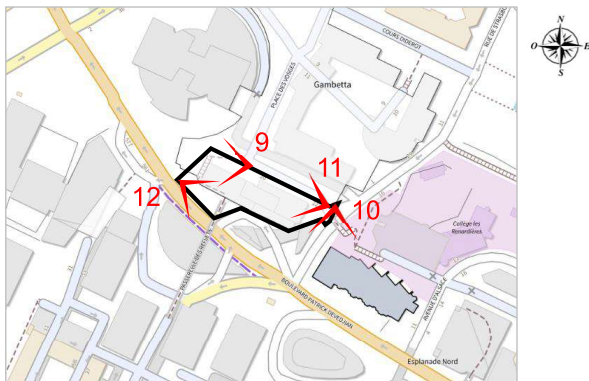 N
O
E
S
COURS DIDEROT
RUE DE STRASBOURG
PLACE DES VOSGES
Gambetta
9
11
10
12
Collège les
Renardières
BOULEVARD PATRICK DEVEDJIAN
AVENUE D'ALSACE
Esplanade Nord